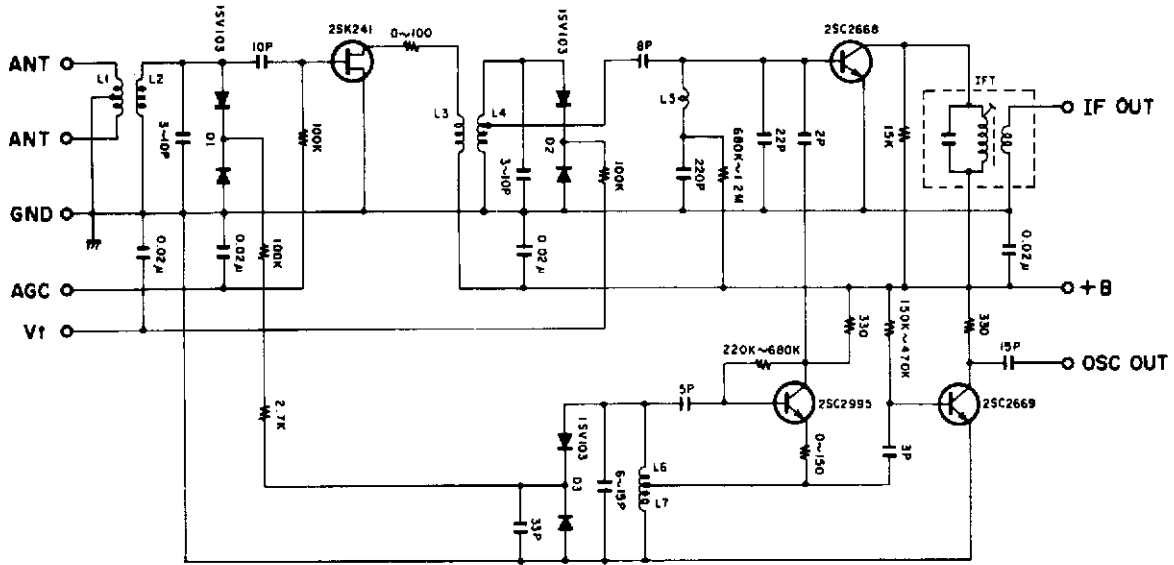 ANT
ANT
GND
AGC
Vt
L1
L2
3~10P
1SV103
D1
10P
100K
2SK241
0~100
L3
L4
3~10P
1SV103
D2
100K
8P
L5
220P
680K~1.2M
22P
2P
2SC2668
15K
IFT
IF OUT
0.02μ
0.02μ
100K
0.02μ
0.02μ
+B
330
150K~470K
330
15P
OSC OUT
220K~680K
5P
2SC2995
2SC2669
2.7K
1SV103
D3
33P
6~15P
L6
L7
0~150
3P